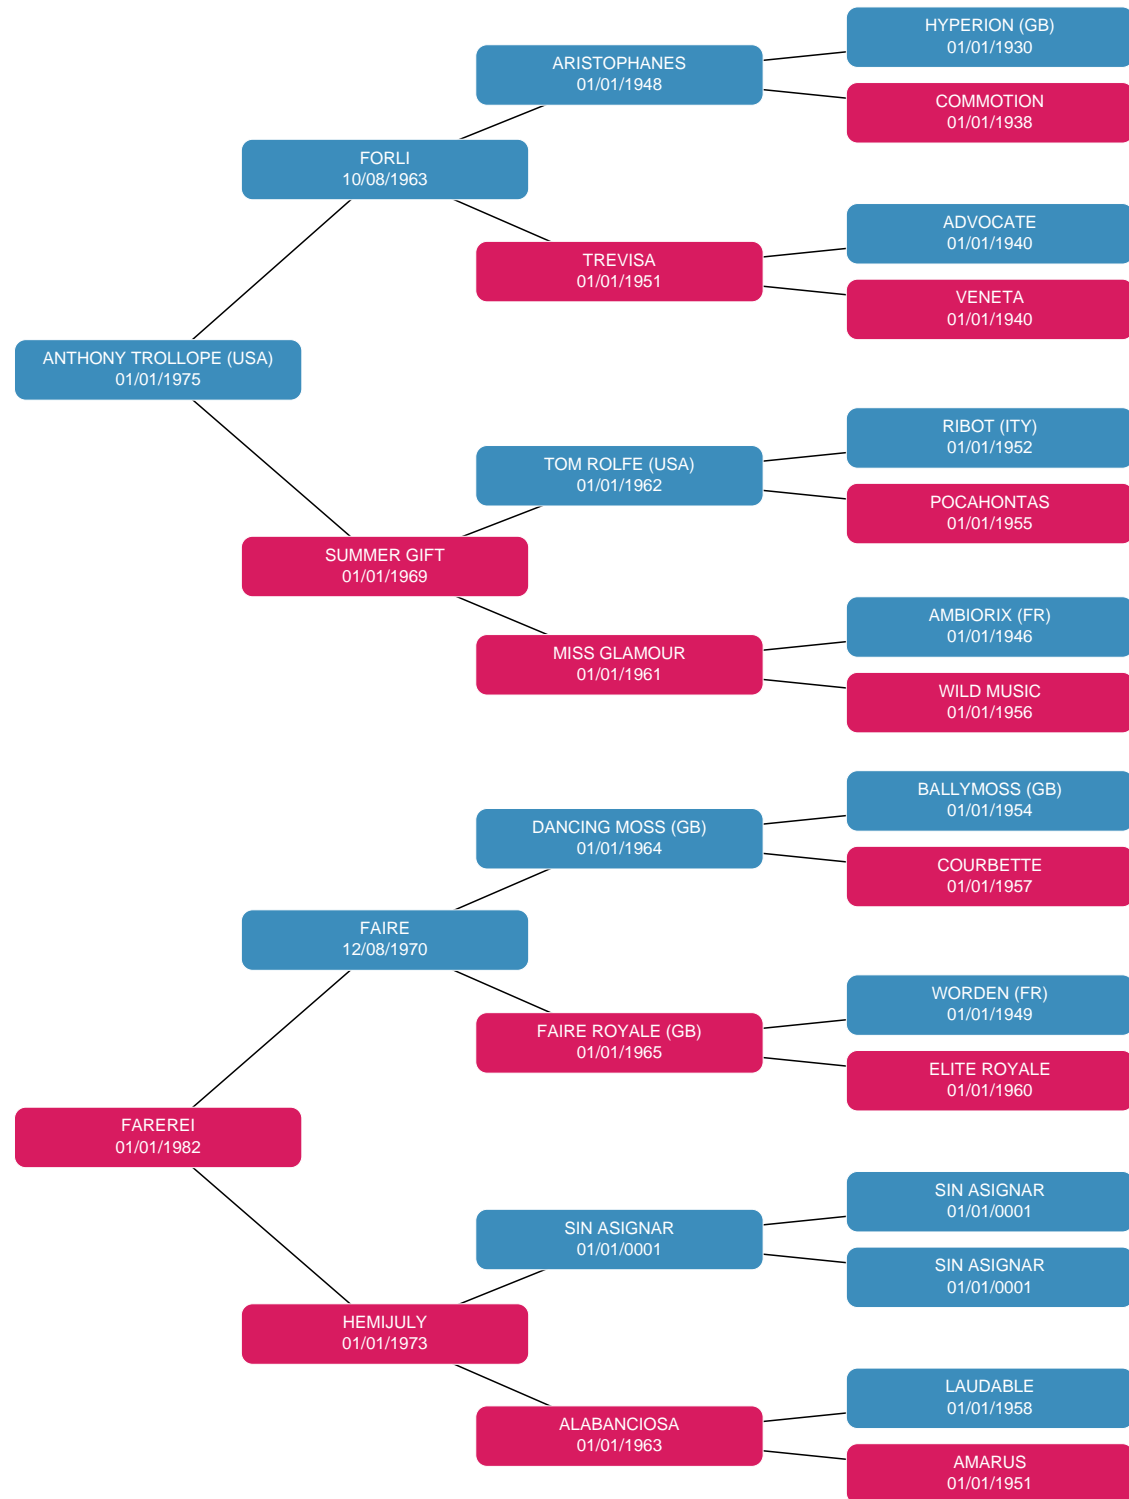 HYPERION (GB)
01/01/1930
ARISTOPHANES
01/01/1948
COMMOTION
01/01/1938
FORLI
10/08/1963
ADVOCATE
01/01/1940
TREVISA
01/01/1951
VENETA
01/01/1940
ANTHONY TROLLOPE (USA)
01/01/1975
RIBOT (ITY)
01/01/1952
TOM ROLFE (USA)
01/01/1962
POCAHONTAS
01/01/1955
SUMMER GIFT
01/01/1969
AMBIORIX (FR)
01/01/1946
MISS GLAMOUR
01/01/1961
WILD MUSIC
01/01/1956
BALLYMOSS (GB)
01/01/1954
DANCING MOSS (GB)
01/01/1964
COURBETTE
01/01/1957
FAIRE
12/08/1970
WORDEN (FR)
01/01/1949
FAIRE ROYALE (GB)
01/01/1965
ELITE ROYALE
01/01/1960
FAREREI
01/01/1982
SIN ASIGNAR
01/01/0001
SIN ASIGNAR
01/01/0001
SIN ASIGNAR
01/01/0001
HEMIJULY
01/01/1973
LAUDABLE
01/01/1958
ALABANCIOSA
01/01/1963
AMARUS
01/01/1951